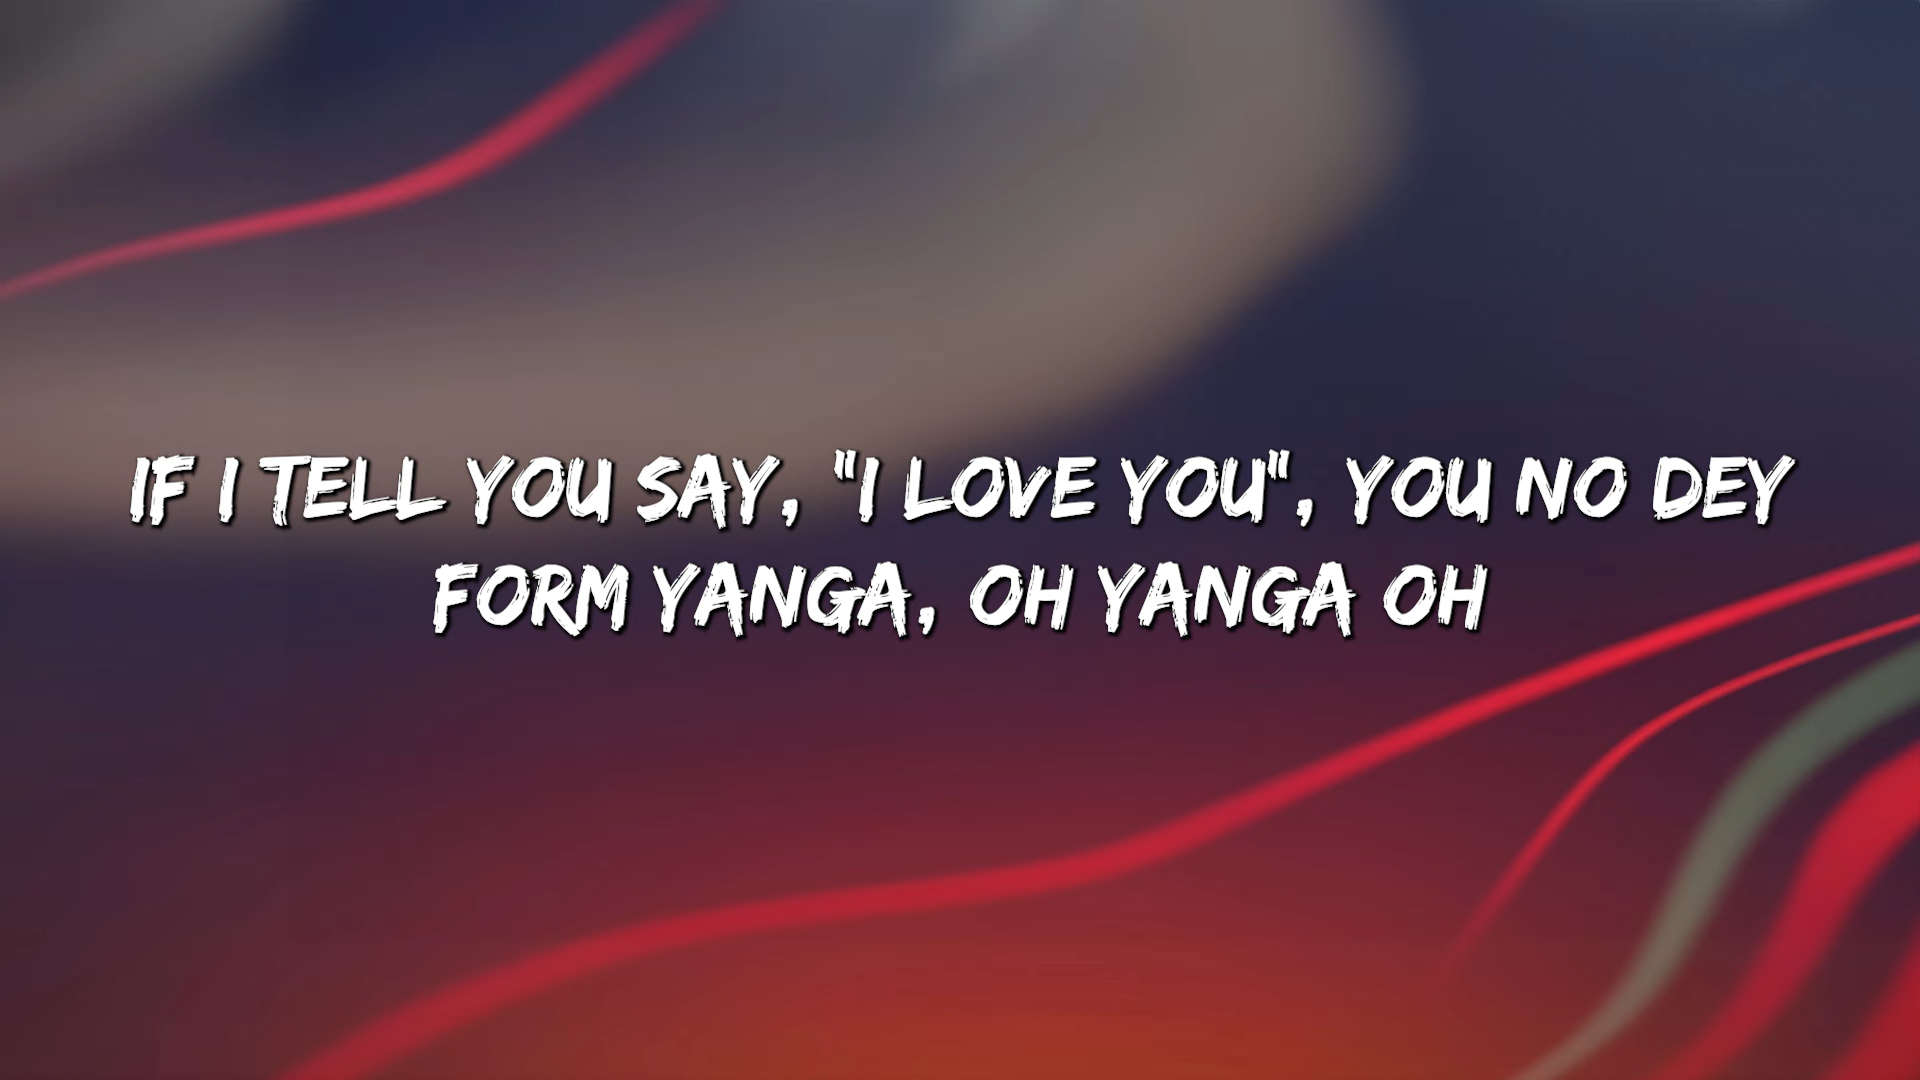 IF I TELL YOU SAY, "I LOVE YOU", YOU NO DEY
FORM YANGA, OH YANGA OH